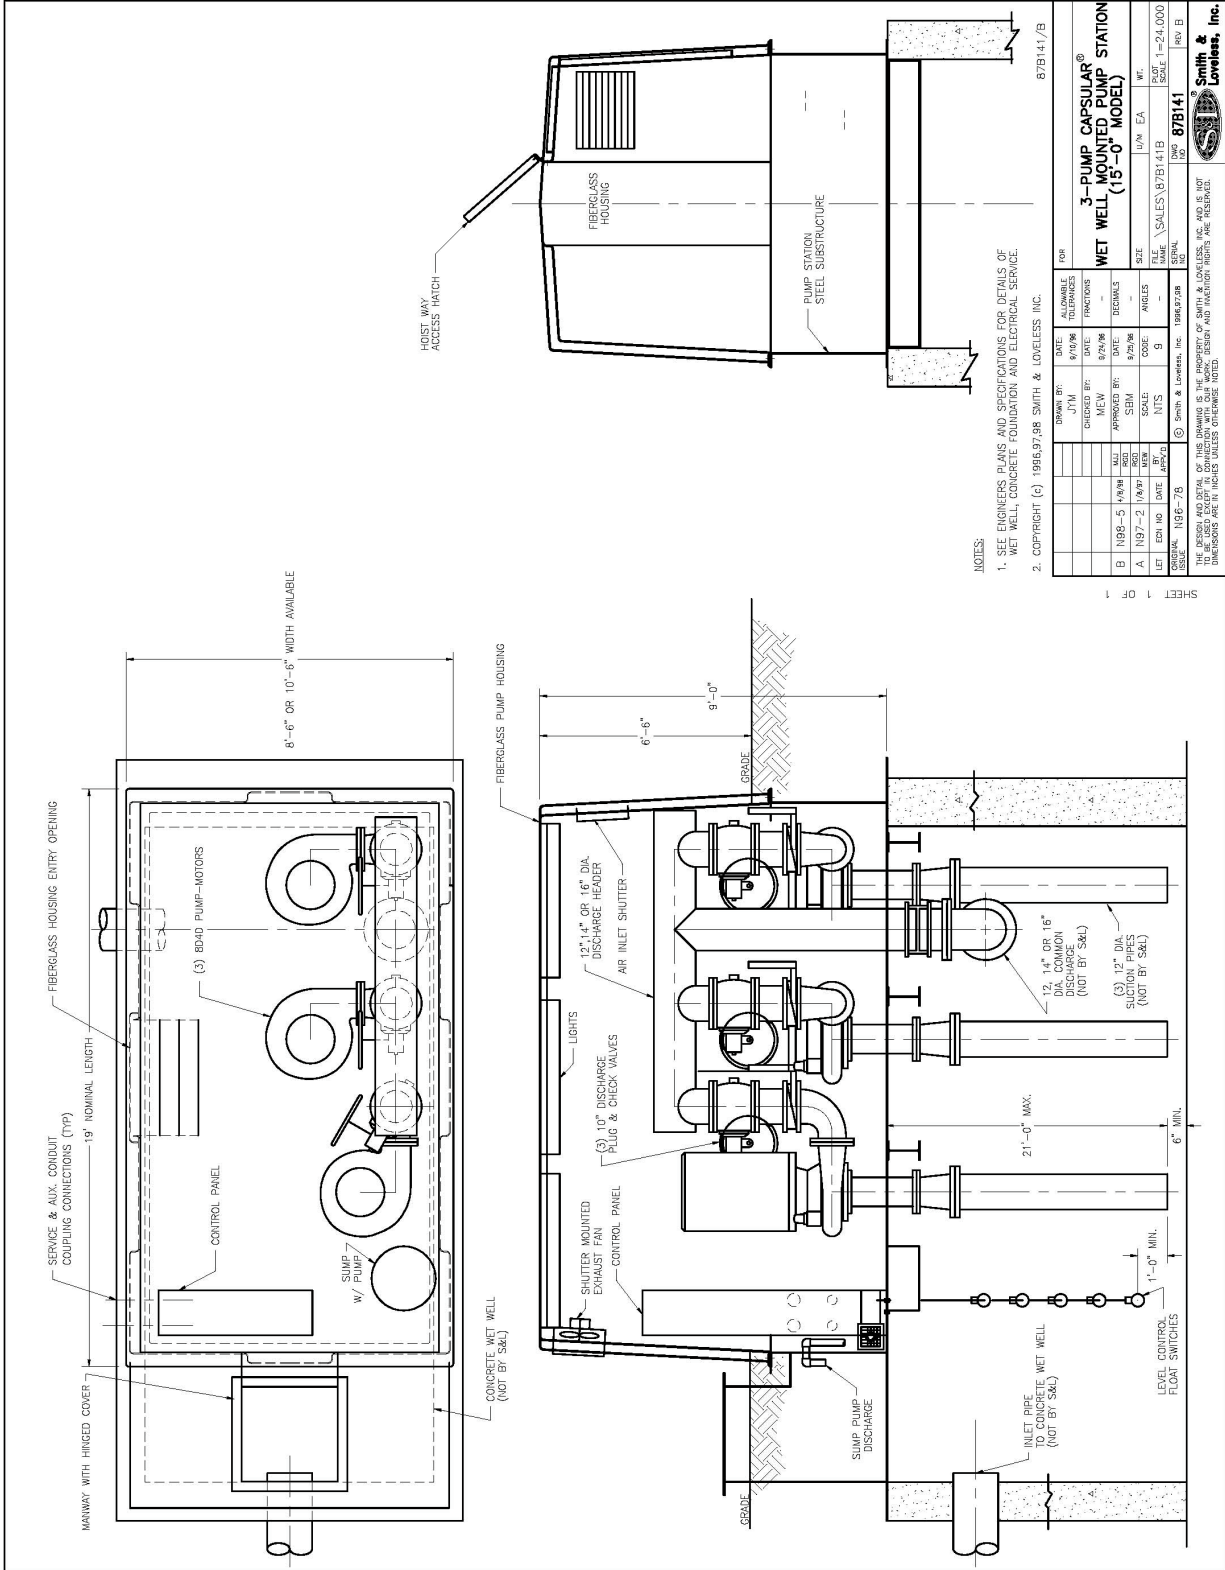 MANWAY WITH HINGED COVER
SERVICE & AUX. CONDUIT
COUPLING CONNECTIONS (TYP)
19' NOMINAL LENGTH
FIBERGLASS HOUSING ENTRY OPENING
CONTROL PANEL
(3) 8D4D PUMP-MOTORS
8'-6" OR 10'-6" WIDTH AVAILABLE
SUMP
W/ PUMP
CONCRETE WET WELL
(NOT BY S&L)
FIBERGLASS PUMP HOUSING
SHUTTER MOUNTED
EXHAUST FAN
CONTROL PANEL
(3) 10" DISCHARGE
PLUG & CHECK VALVES
LIGHTS
12",14" OR 16" DIA.
DISCHARGE HEADER
AIR INLET SHUTTER
6'-6"
9'-0"
GRADE
GRADE
SUMP PUMP
DISCHARGE
INLET PIPE
TO CONCRETE WET WELL
(NOT BY S&L)
LEVEL CONTROL
FLOAT SWITCHES
1'-0" MIN.
21'-0" MAX.
6" MIN.
12, 14" OR 16"
DIA. COMMON
DISCHARGE
(NOT BY S&L)
(3) 12" DIA.
SUCTION PIPES
(NOT BY S&L)
HOIST WAY
ACCESS HATCH
FIBERGLASS
HOUSING
PUMP STATION
STEEL SUBSTRUCTURE
NOTES:
1. SEE ENGINEERS PLANS AND SPECIFICATIONS FOR DETAILS OF
WET WELL, CONCRETE FOUNDATION AND ELECTRICAL SERVICE.
2. COPYRIGHT (c) 1996,97,98 SMITH & LOVELESS INC.
87B141/B
SHEET 1 OF 1
B N98-5 4/8/98 MJJ RGD
A N97-2 1/8/97 RGD MEW
LET ECN NO DATE BY APPV'D
ORIGINAL ISSUE N96-78
DRAWN BY: JYM DATE: 9/10/96
CHECKED BY: MEW DATE: 9/24/96
APPROVED BY: SBM DATE: 9/25/96
SCALE: NTS CODE: 9
ALLOWABLE TOLERANCES
FRACTIONS -
DECIMALS -
ANGLES -
© Smith & Loveless, Inc. 1996,97,98
FOR
3-PUMP CAPSULAR®
WET WELL MOUNTED PUMP STATION
(15'-0" MODEL)
SIZE U/M EA WT.
FILE NAME \SALES\87B141B PLOT SCALE 1=24.000
SERIAL NO DWG NO 87B141 REV B
THE DESIGN AND DETAIL OF THIS DRAWING IS THE PROPERTY OF SMITH & LOVELESS, INC. AND IS NOT
TO BE USED EXCEPT IN CONNECTION WITH OUR WORK. DESIGN AND INVENTION RIGHTS ARE RESERVED.
DIMENSIONS ARE IN INCHES UNLESS OTHERWISE NOTED.
S&L®
Smith &
Loveless, Inc.